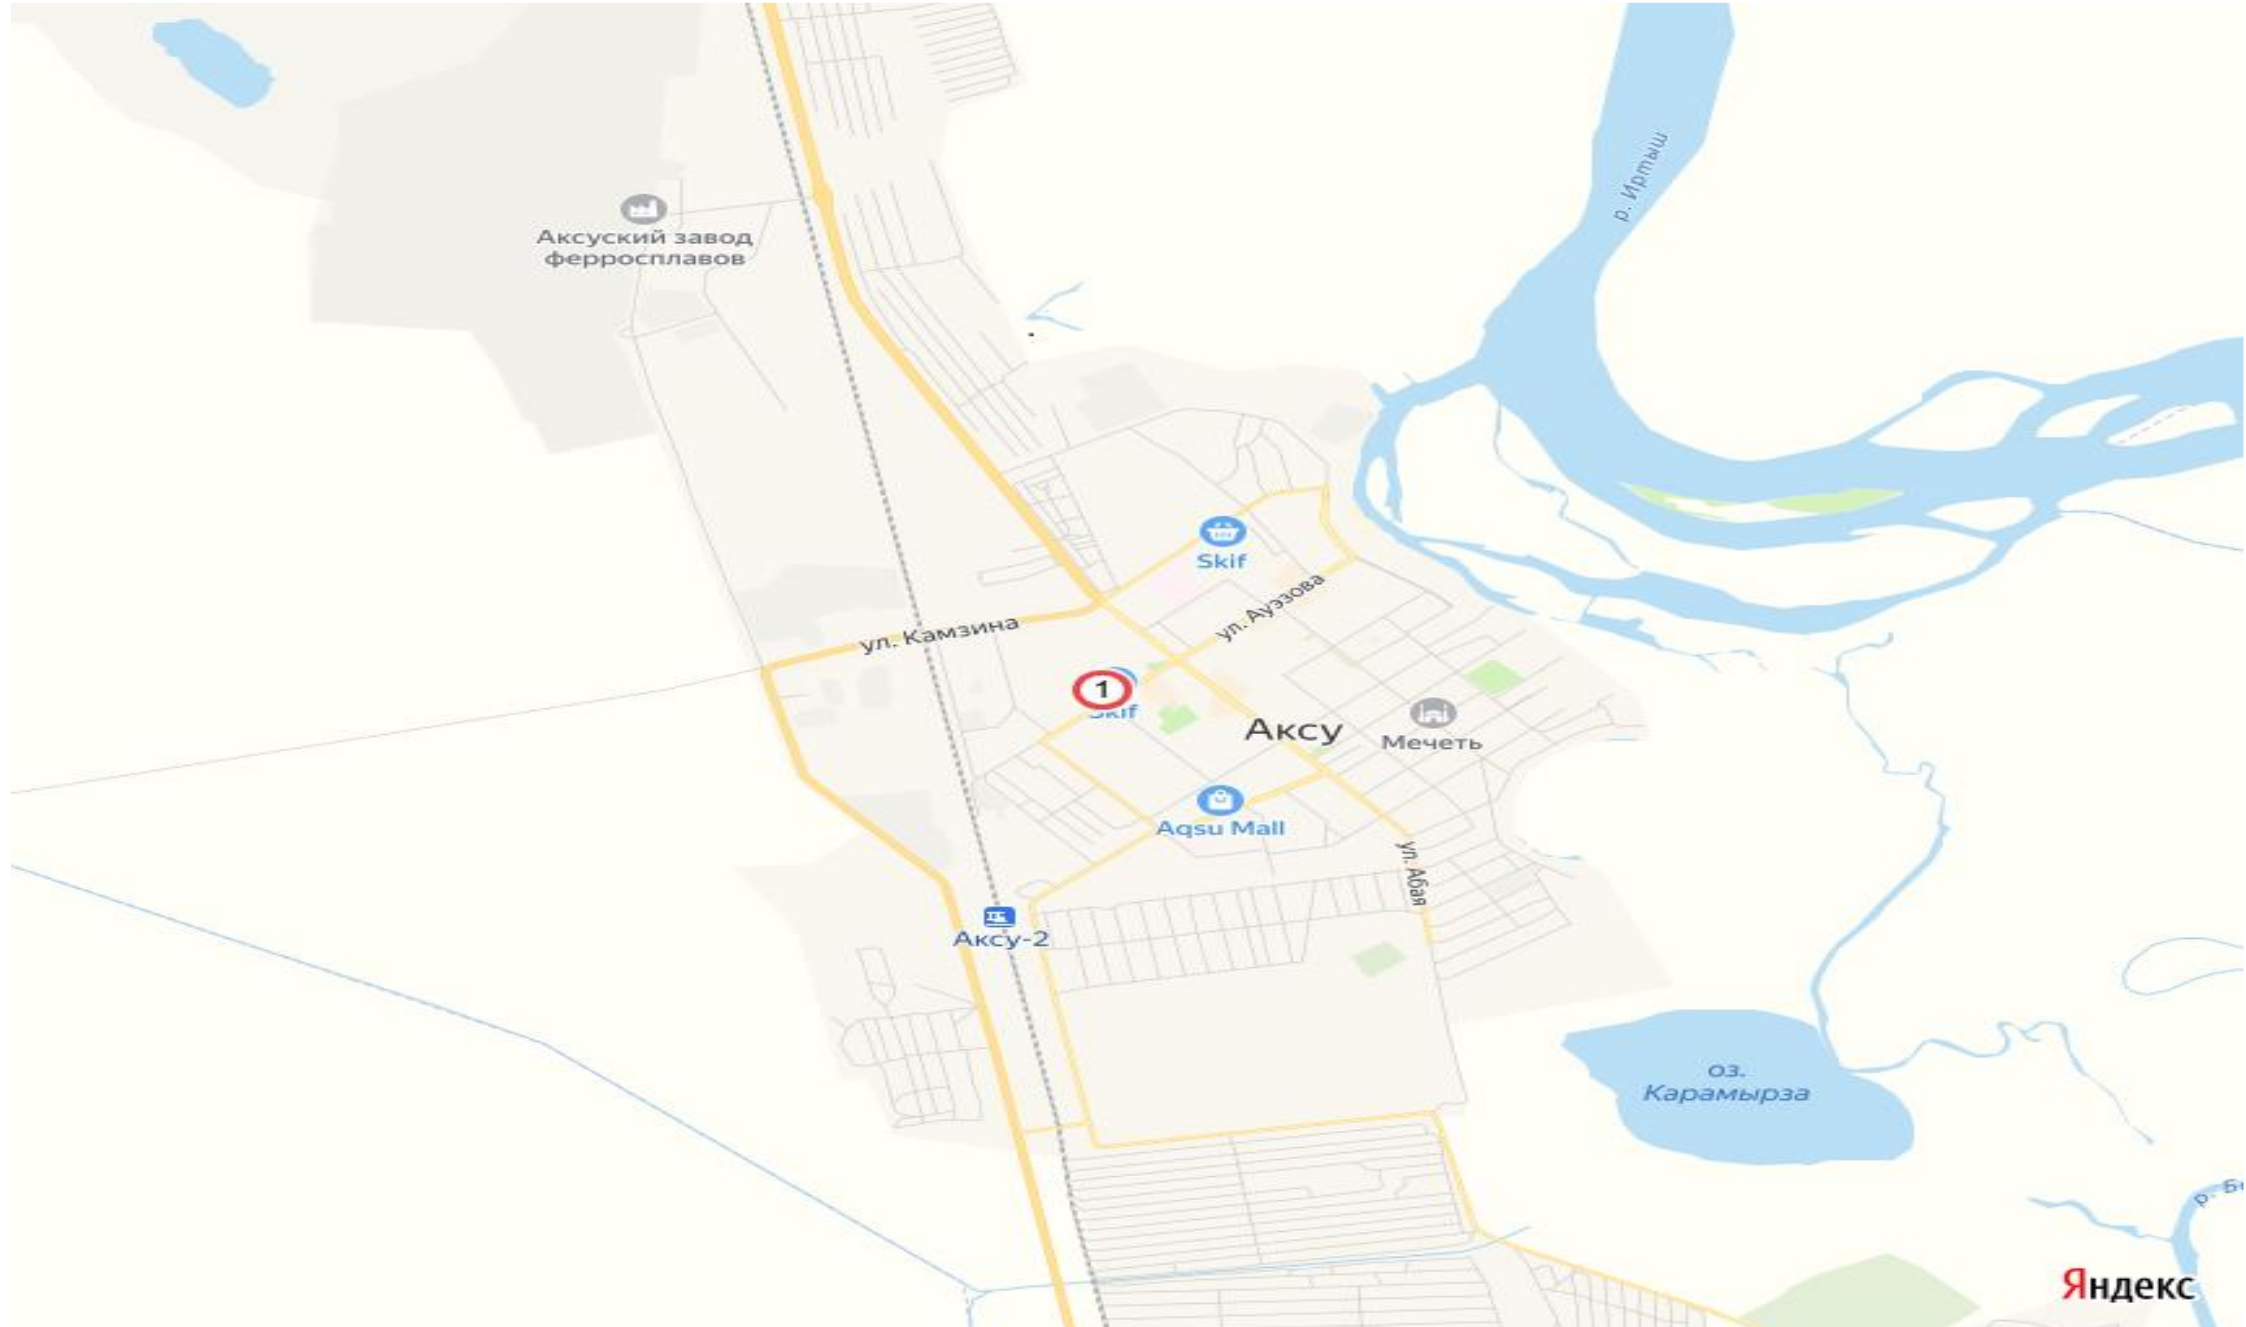 р. Иртыш
Аксуский завод
ферросплавов
Skif
ул. Ауэзова
ул. Камзина
1
Skif
Аксу
Мечеть
Aqsu Mall
ул. Абая
Аксу-2
оз.
Карамырза
р.
Яндекс